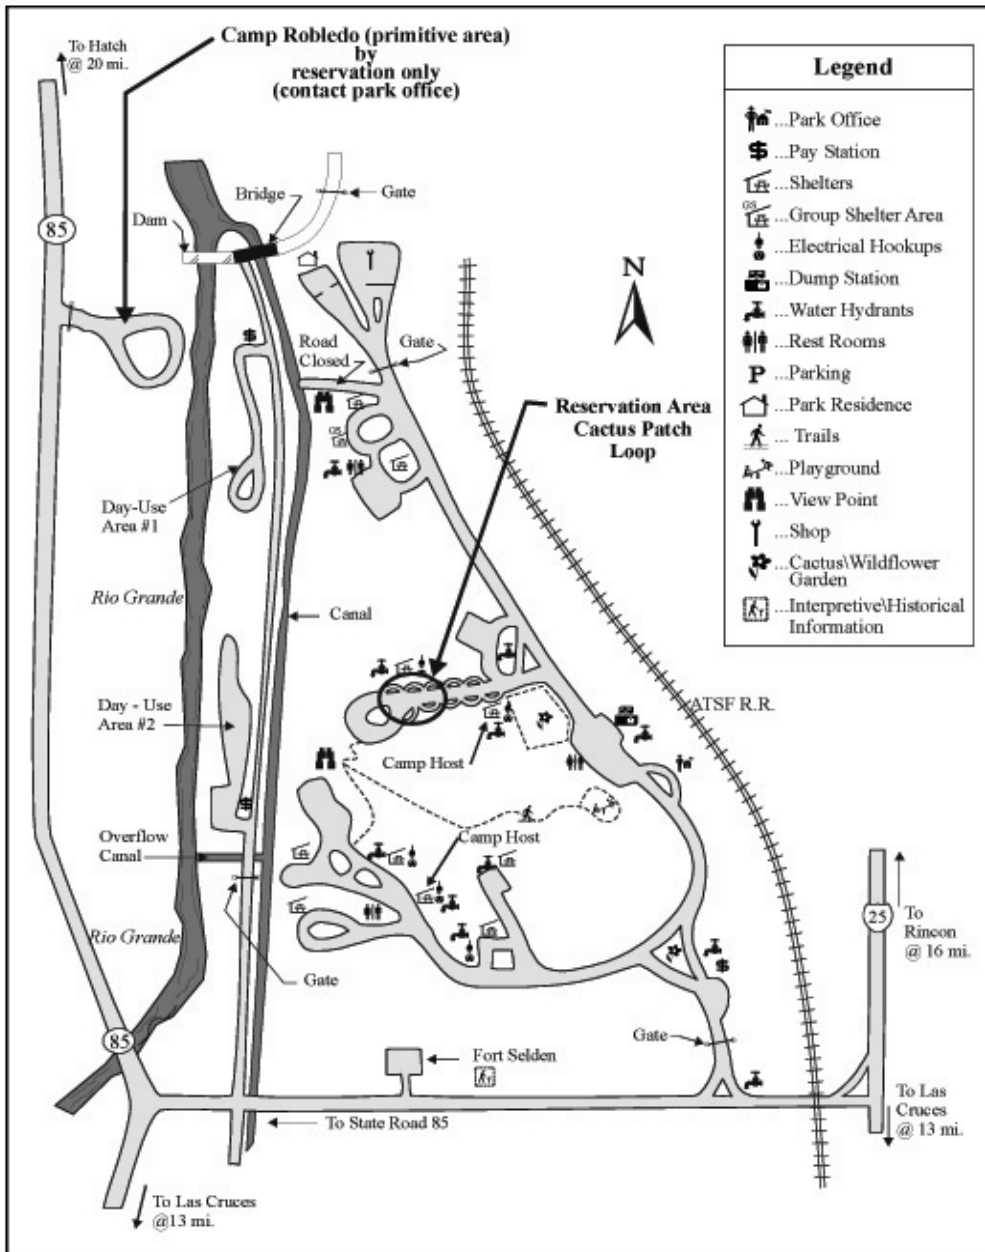 Camp Robledo (primitive area)
by
reservation only
(contact park office)
To Hatch
@ 20 mi.
Legend
...Park Office
$ ...Pay Station
...Shelters
GS ...Group Shelter Area
...Electrical Hookups
...Dump Station
...Water Hydrants
...Rest Rooms
P ...Parking
...Park Residence
... Trails
...Playground
...View Point
...Shop
...Cactus\Wildflower
Garden
...Interpretive\Historical
Information
Bridge
Gate
Dam
85
N
$
Road
Closed
Gate
GS
Reservation Area
Cactus Patch
Loop
Day-Use
Area #1
Rio Grande
Canal
ATSF R.R.
Day - Use
Area #2
Camp Host
$
Camp Host
Overflow
Canal
25
To
Rincon
@ 16 mi.
Rio Grande
Gate
$
Gate
85
Fort Selden
To Las
Cruces
@ 13 mi.
To State Road 85
To Las Cruces
@13 mi.